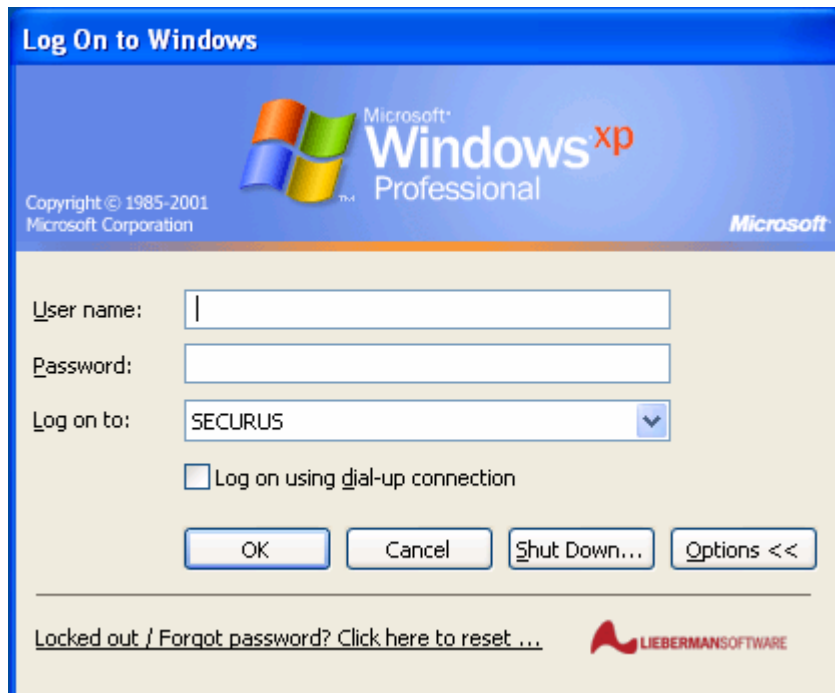 Log On to Windows
Microsoft®
Windows xp
Professional
TM
Copyright © 1985-2001
Microsoft Corporation
Microsoft
User name:
Password:
Log on to: SECURUS
Log on using dial-up connection
OK Cancel Shut Down... Options <<
Locked out / Forgot password? Click here to reset ... LIEBERMANSOFTWARE